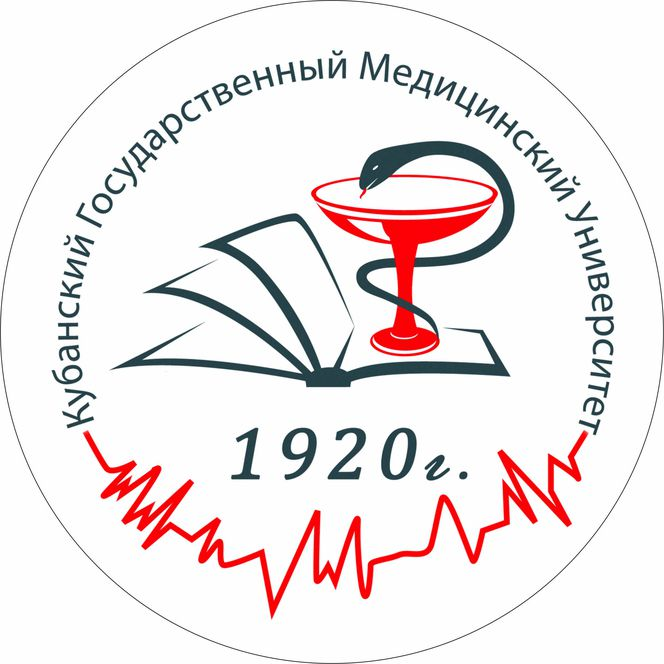 Кубанский Государственный Медицинский Университет
1920г.